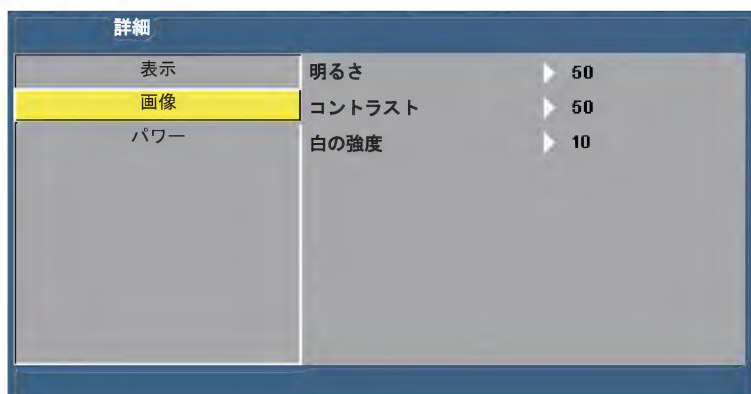 詳細
表示
画像
パワー
明るさ 50
コントラスト 50
白の強度 10